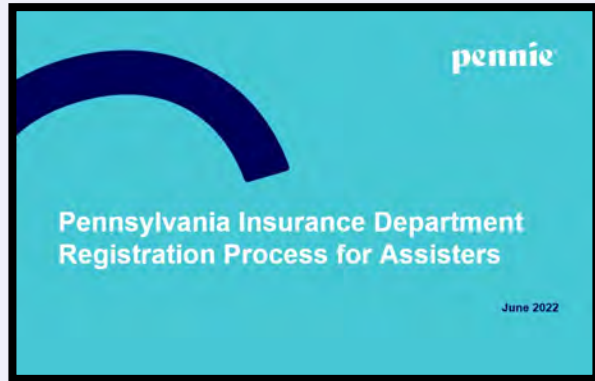 pennie
Pennsylvania Insurance Department
Registration Process for Assisters
June 2022